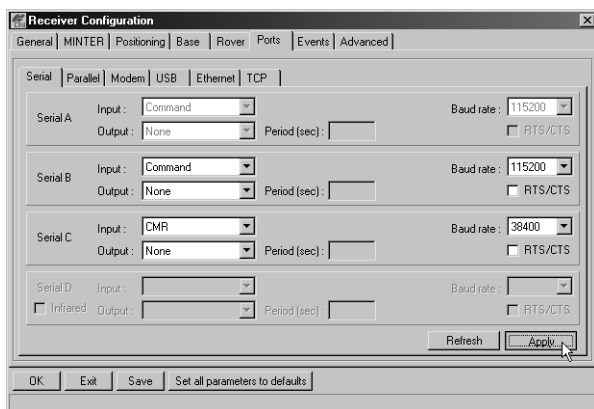 Receiver Configuration
General MINTER Positioning Base Rover Ports Events Advanced
Serial Parallel Modem USB Ethernet TCP
Serial A Input : Command Baud rate : 115200
Output : None Period (sec) : RTS/CTS
Serial B Input : Command Baud rate : 115200
Output : None Period (sec) : RTS/CTS
Serial C Input : CMR Baud rate : 38400
Output : None Period (sec) : RTS/CTS
Serial D Input : Baud rate :
Infrared Output : Period (sec) : RTS/CTS
Refresh Apply
OK Exit Save Set all parameters to defaults